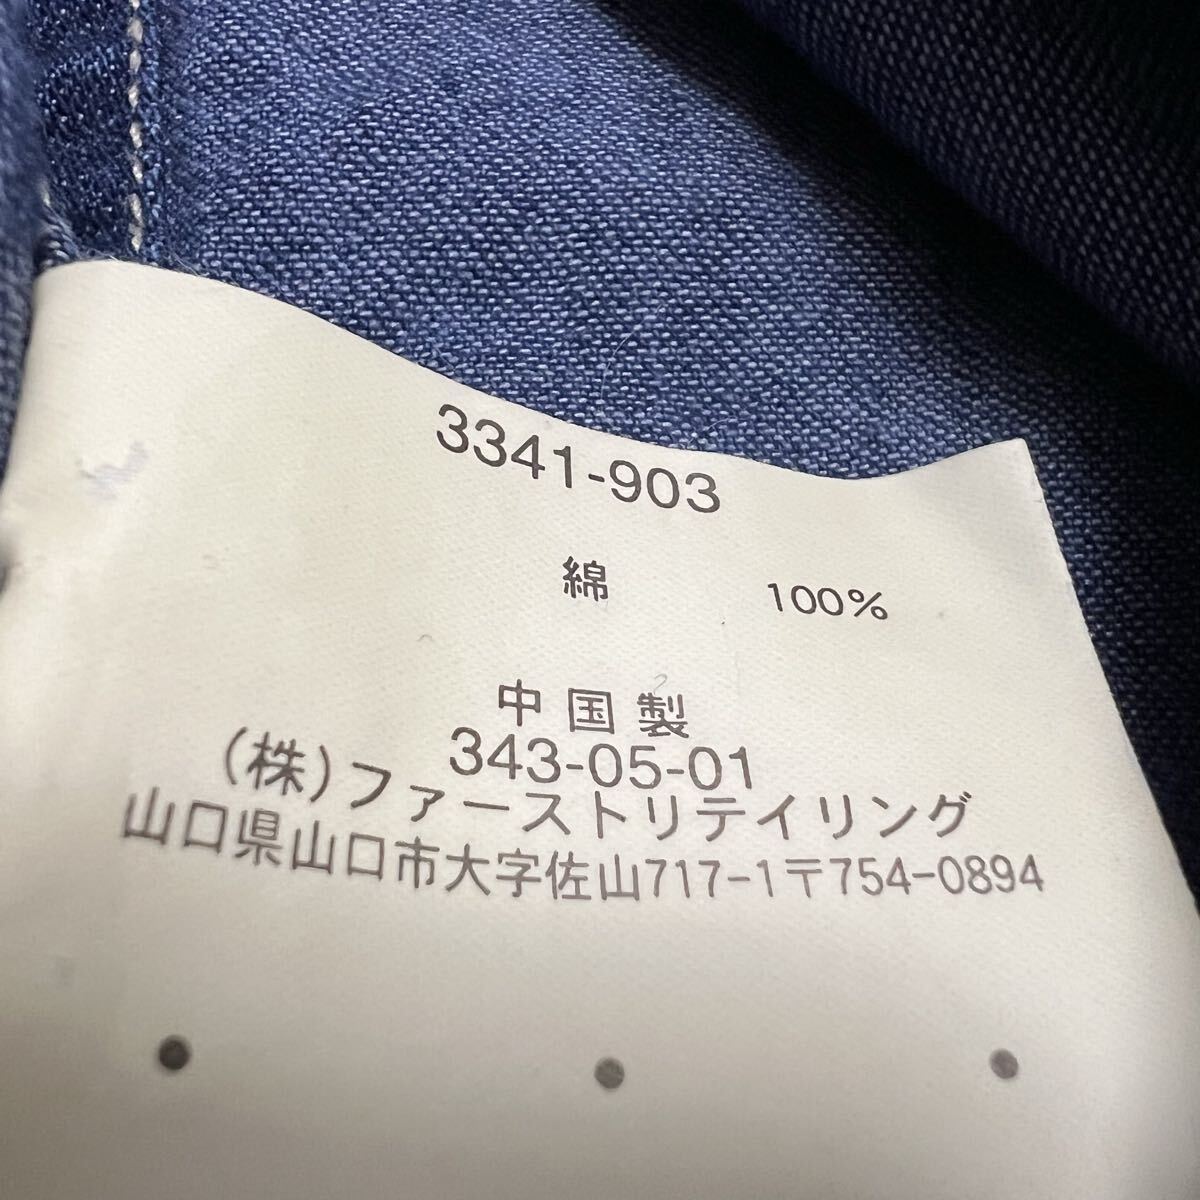 3341-903
綿 100%
中国製
343-05-01
(株)ファーストリテイリング
山口県山口市大字佐山717-1〒754-0894